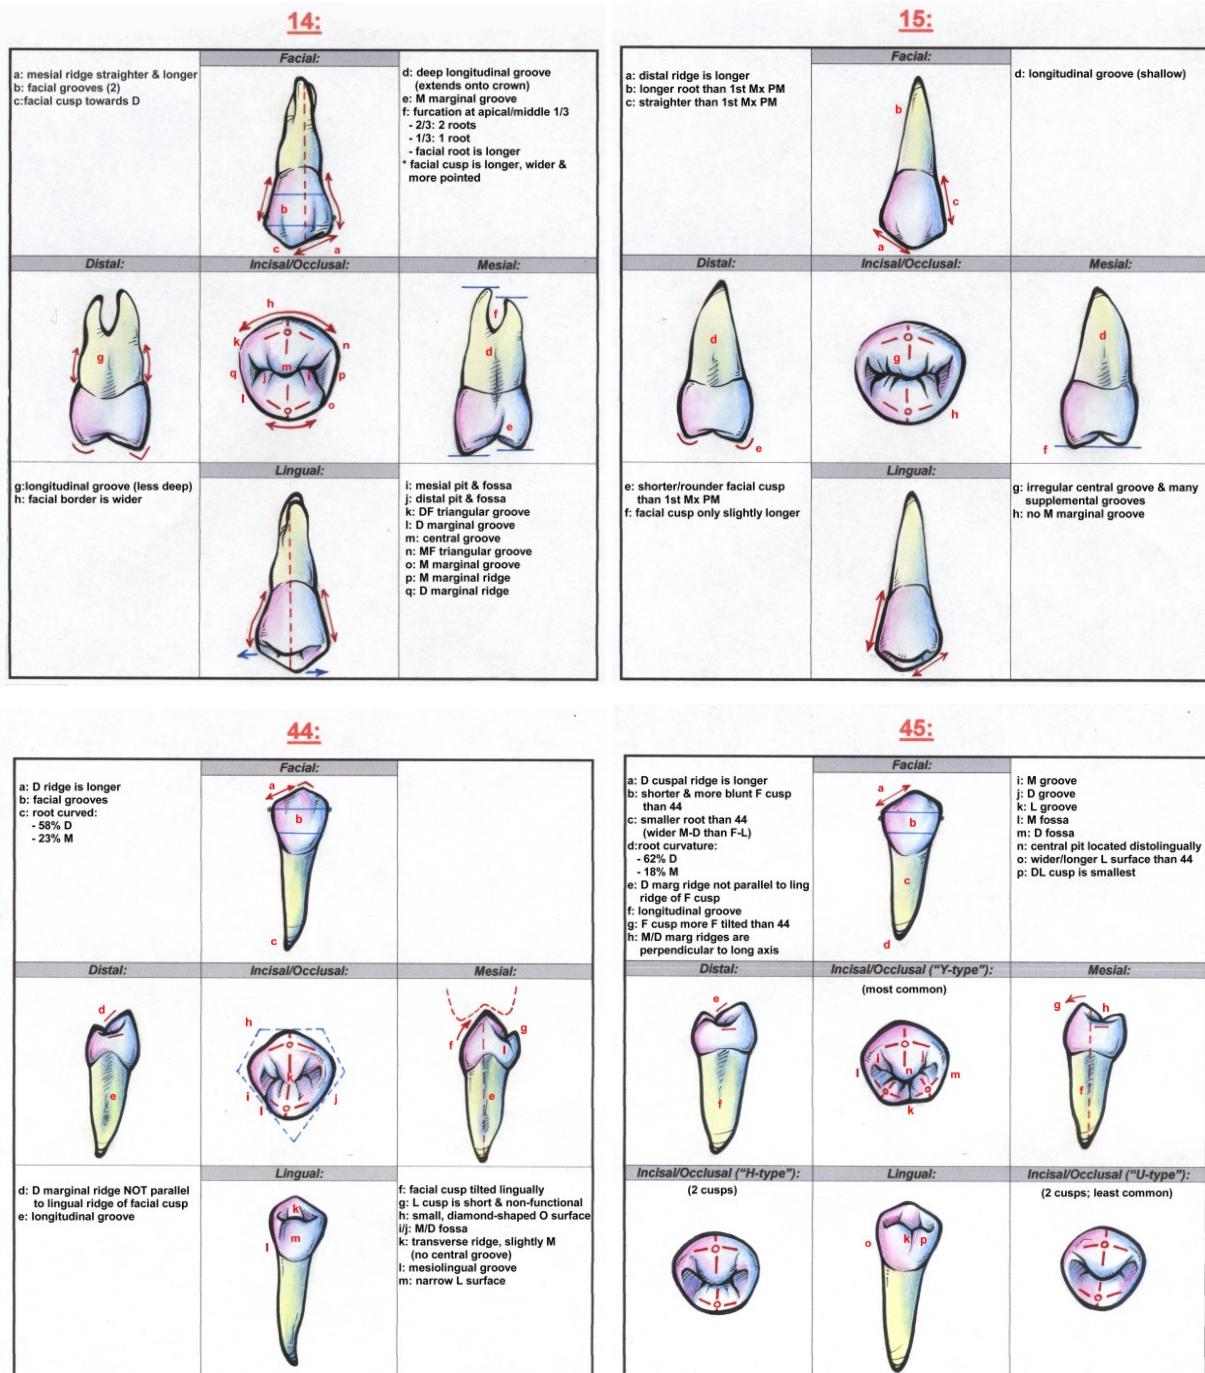 14:
Facial:
a: mesial ridge straighter & longer
b: facial grooves (2)
c:facial cusp towards D
b
c
a
d: deep longitudinal groove
(extends onto crown)
e: M marginal groove
f: furcation at apical/middle 1/3
- 2/3: 2 roots
- 1/3: 1 root
- facial root is longer
* facial cusp is longer, wider &
more pointed
Distal:
Incisal/Occlusal:
Mesial:
g
h
k
n
m
q
j
i
p
l
o
f
d
e
g:longitudinal groove (less deep)
h: facial border is wider
Lingual:
i: mesial pit & fossa
j: distal pit & fossa
k: DF triangular groove
l: D marginal groove
m: central groove
n: MF triangular groove
o: M marginal groove
p: M marginal ridge
q: D marginal ridge
15:
Facial:
a: distal ridge is longer
b: longer root than 1st Mx PM
c: straighter than 1st Mx PM
b
c
a
d: longitudinal groove (shallow)
Distal:
Incisal/Occlusal:
Mesial:
d
e
g
h
d
f
e: shorter/rounder facial cusp
than 1st Mx PM
f: facial cusp only slightly longer
Lingual:
g: irregular central groove & many
supplemental grooves
h: no M marginal groove
44:
Facial:
a: D ridge is longer
b: facial grooves
c: root curved:
- 58% D
- 23% M
a
b
c
Distal:
Incisal/Occlusal:
Mesial:
d
e
h
k
i
j
l
g
f
l
e
d: D marginal ridge NOT parallel
to lingual ridge of facial cusp
e: longitudinal groove
Lingual:
k
m
l
f: facial cusp tilted lingually
g: L cusp is short & non-functional
h: small, diamond-shaped O surface
i/j: M/D fossa
k: transverse ridge, slightly M
(no central groove)
l: mesiolingual groove
m: narrow L surface
45:
Facial:
a: D cuspal ridge is longer
b: shorter & more blunt F cusp
than 44
c: smaller root than 44
(wider M-D than F-L)
d:root curvature:
- 62% D
- 18% M
e: D marg ridge not parallel to ling
ridge of F cusp
f: longitudinal groove
g: F cusp more F tilted than 44
h: M/D marg ridges are
perpendicular to long axis
a
b
c
d
i: M groove
j: D groove
k: L groove
l: M fossa
m: D fossa
n: central pit located distolingually
o: wider/longer L surface than 44
p: DL cusp is smallest
Distal:
Incisal/Occlusal ("Y-type"):
Mesial:
(most common)
e
f
i
j
l
n
m
k
g
h
f
Incisal/Occlusal ("H-type"):
Lingual:
Incisal/Occlusal ("U-type"):
(2 cusps)
(2 cusps; least common)
o
k
p